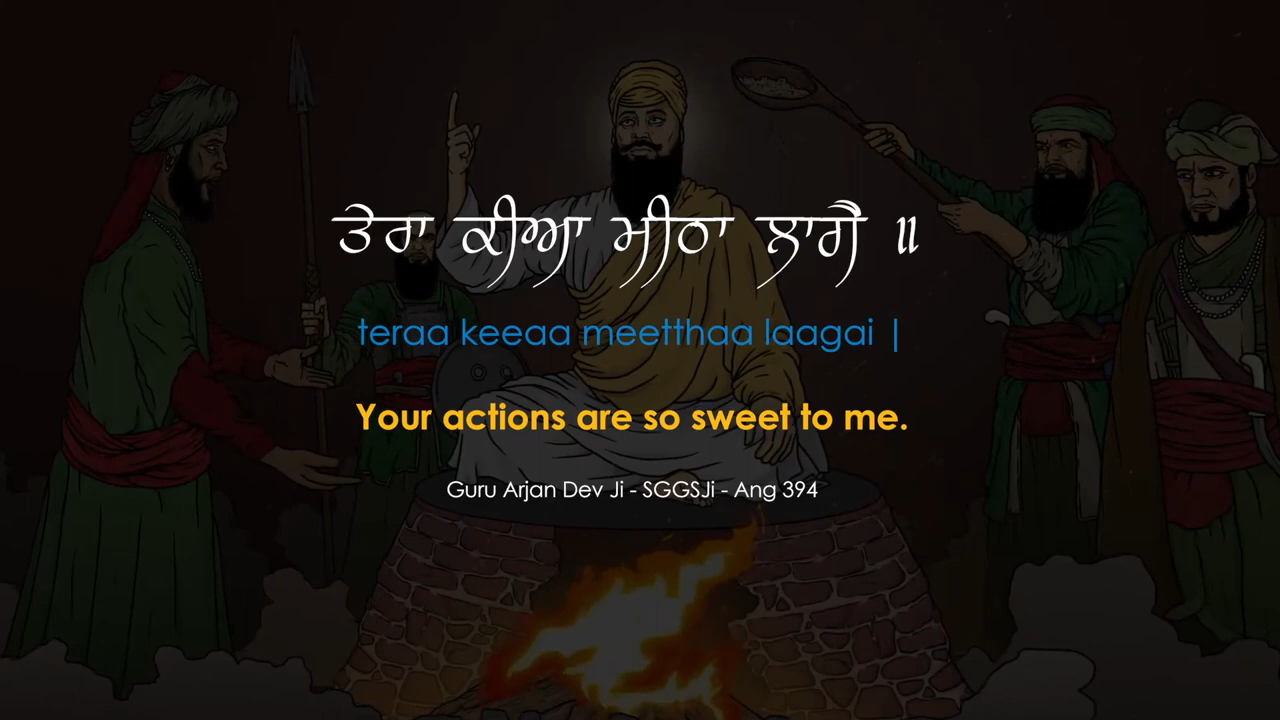 ਤੇਰਾ ਕੀਆ ਮੀਠਾ ਲਾਗੈ ॥
teraa keeaa meetthaa laagai |
Your actions are so sweet to me.
Guru Arjan Dev Ji - SGGSJi - Ang 394